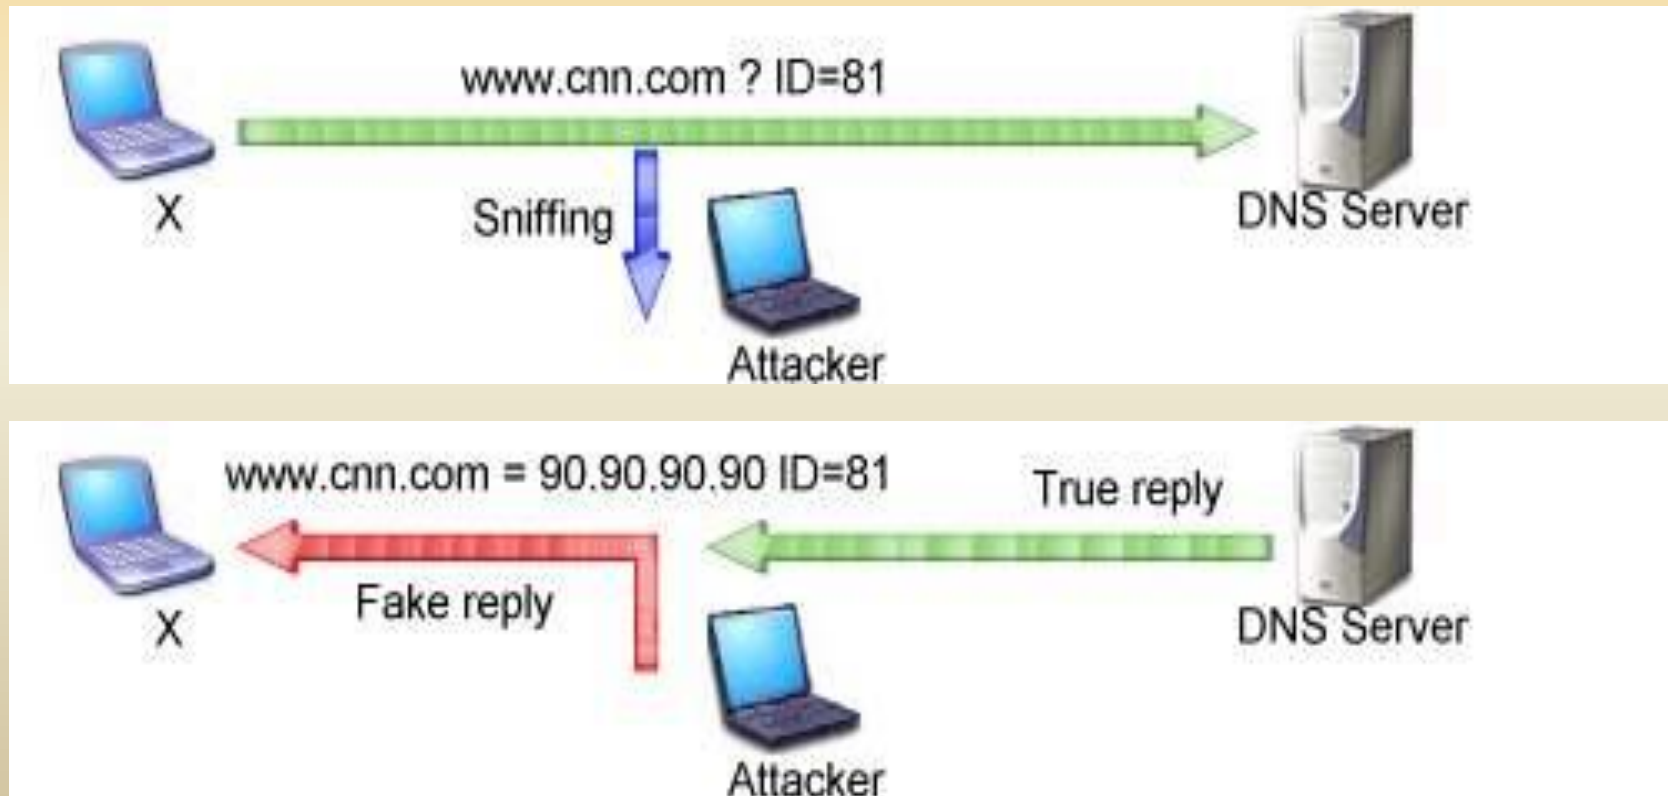 www.cnn.com ? ID=81
Sniffing
X
DNS Server
Attacker
www.cnn.com = 90.90.90.90 ID=81
True reply
Fake reply
X
DNS Server
Attacker